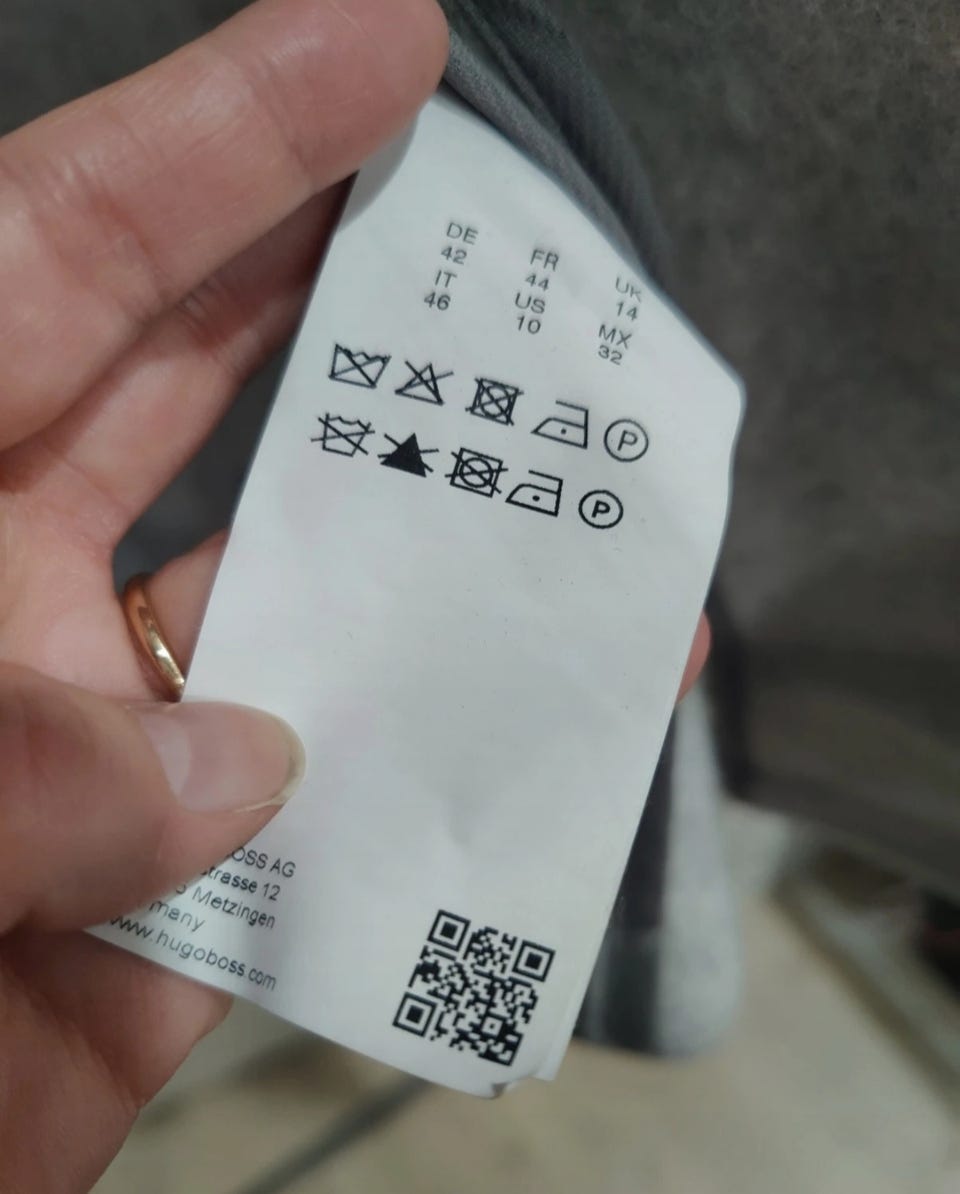 DE FR UK
42 44 14
IT US MX
46 10 32
P
P
OSS AG
trasse 12
Metzingen
many
www.hugoboss.com